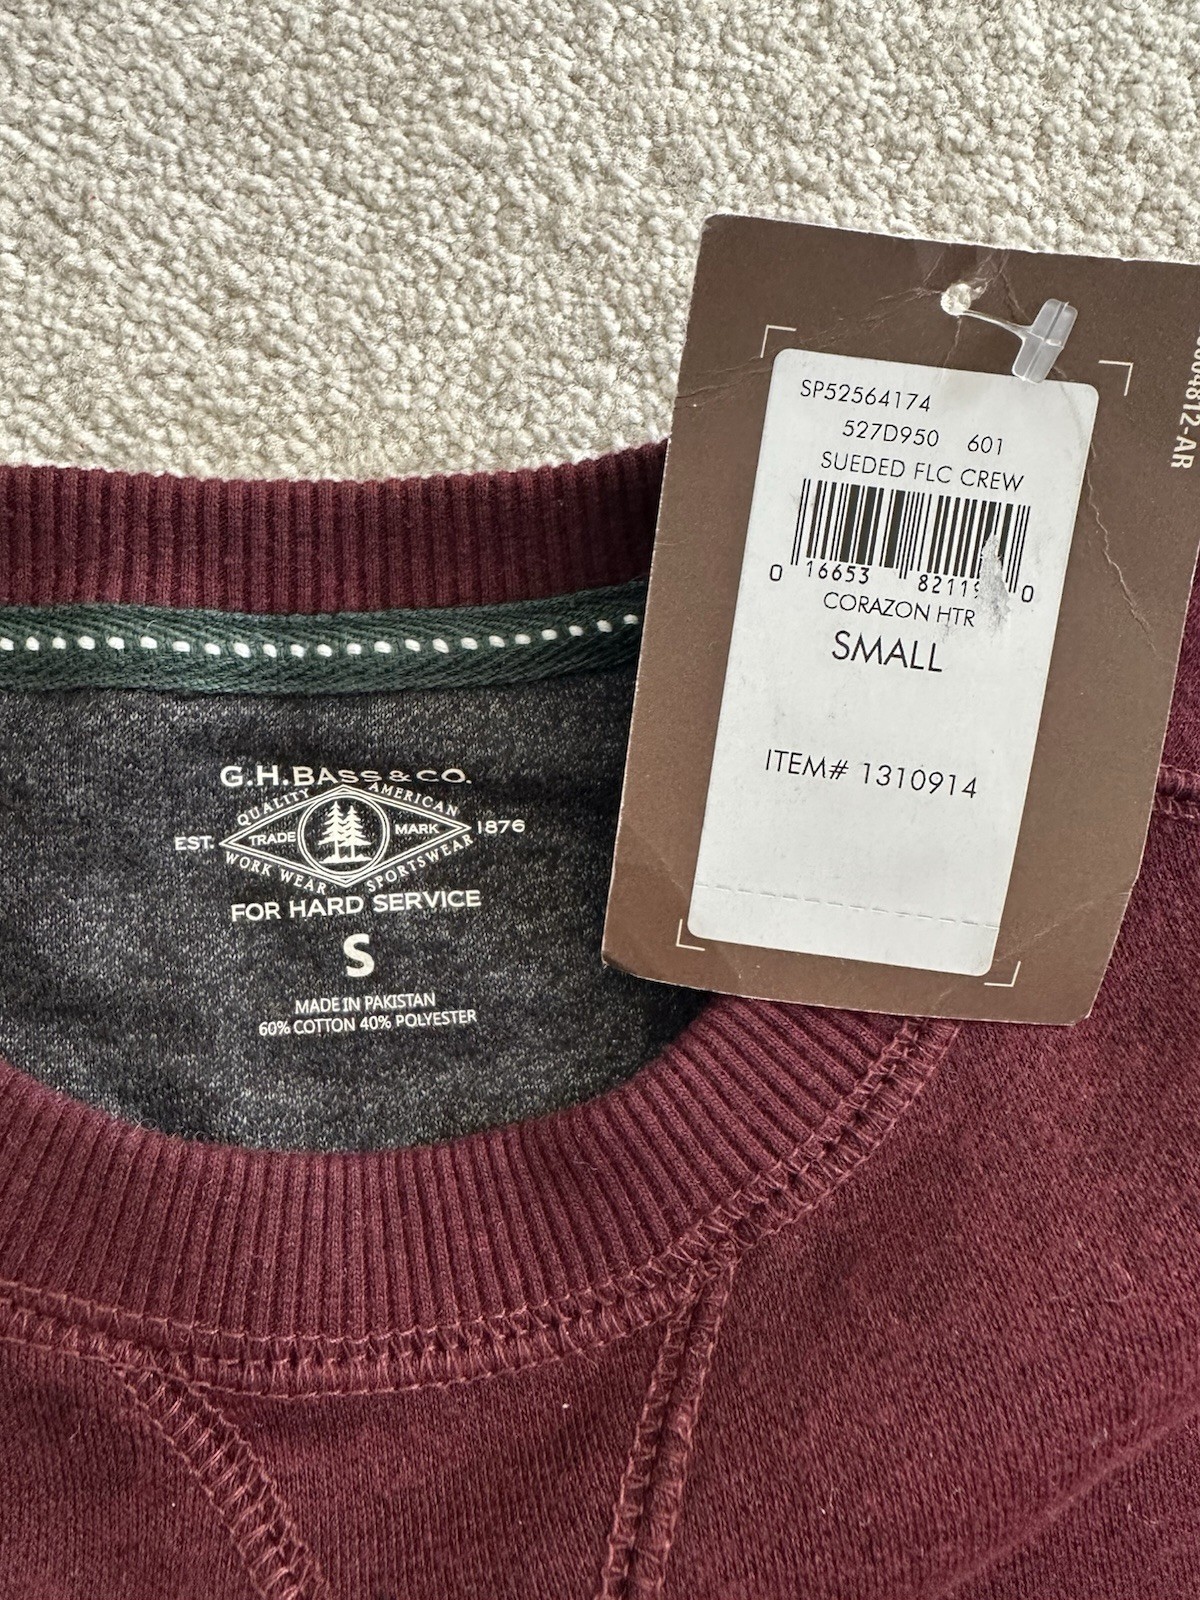 SP52564174
527D950 601
SUEDED FLC CREW
0 16653 0
CORAZON HTR
SMALL
ITEM# 1310914
G.H.BASS & CO.
QUALITY AMERICAN
EST. TRADE MARK 1876
WORK WEAR SPORTSWEAR
FOR HARD SERVICE
S
MADE IN PAKISTAN
60% COTTON 40% POLYESTER